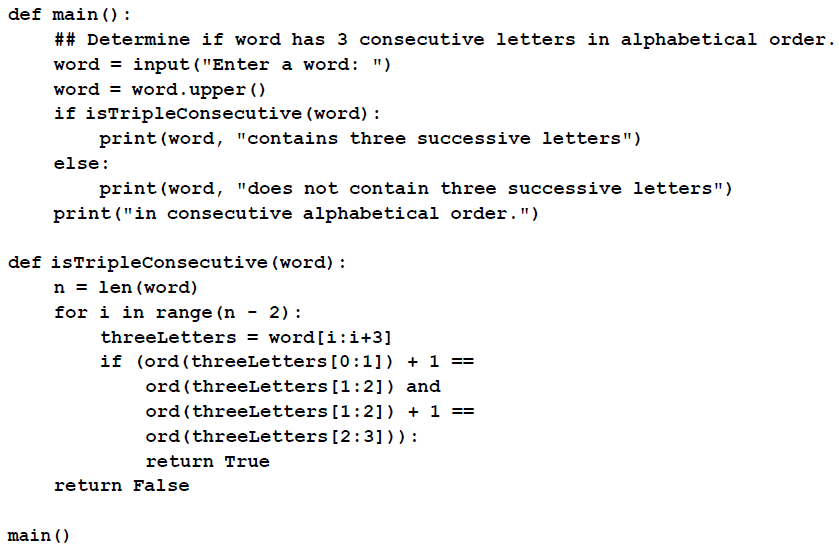 def main():
    ## Determine if word has 3 consecutive letters in alphabetical order.
    word = input("Enter a word: ")
    word = word.upper()
    if isTripleConsecutive(word):
        print(word, "contains three successive letters")
    else:
        print(word, "does not contain three successive letters")
    print("in consecutive alphabetical order.")

def isTripleConsecutive(word):
    n = len(word)
    for i in range(n - 2):
        threeLetters = word[i:i+3]
        if (ord(threeLetters[0:1]) + 1 ==
            ord(threeLetters[1:2]) and
            ord(threeLetters[1:2]) + 1 ==
            ord(threeLetters[2:3])):
            return True
    return False

main()